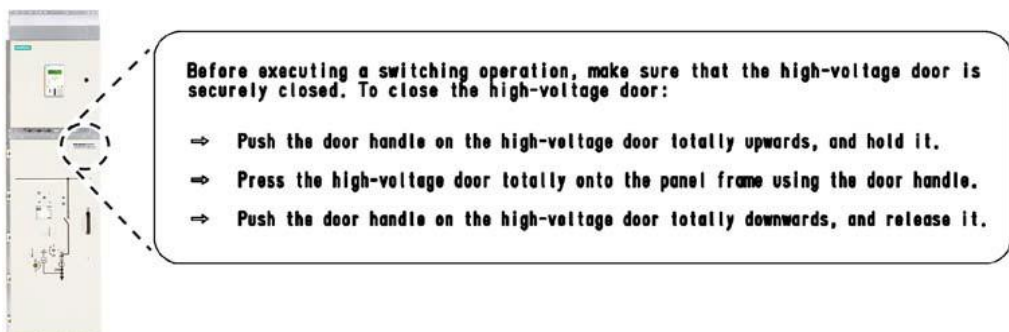 SIEMENS
Before executing a switching operation, make sure that the high-voltage door is
securely closed. To close the high-voltage door:
⇒ Push the door handle on the high-voltage door totally upwards, and hold it.
⇒ Press the high-voltage door totally onto the panel frame using the door handle.
⇒ Push the door handle on the high-voltage door totally downwards, and release it.